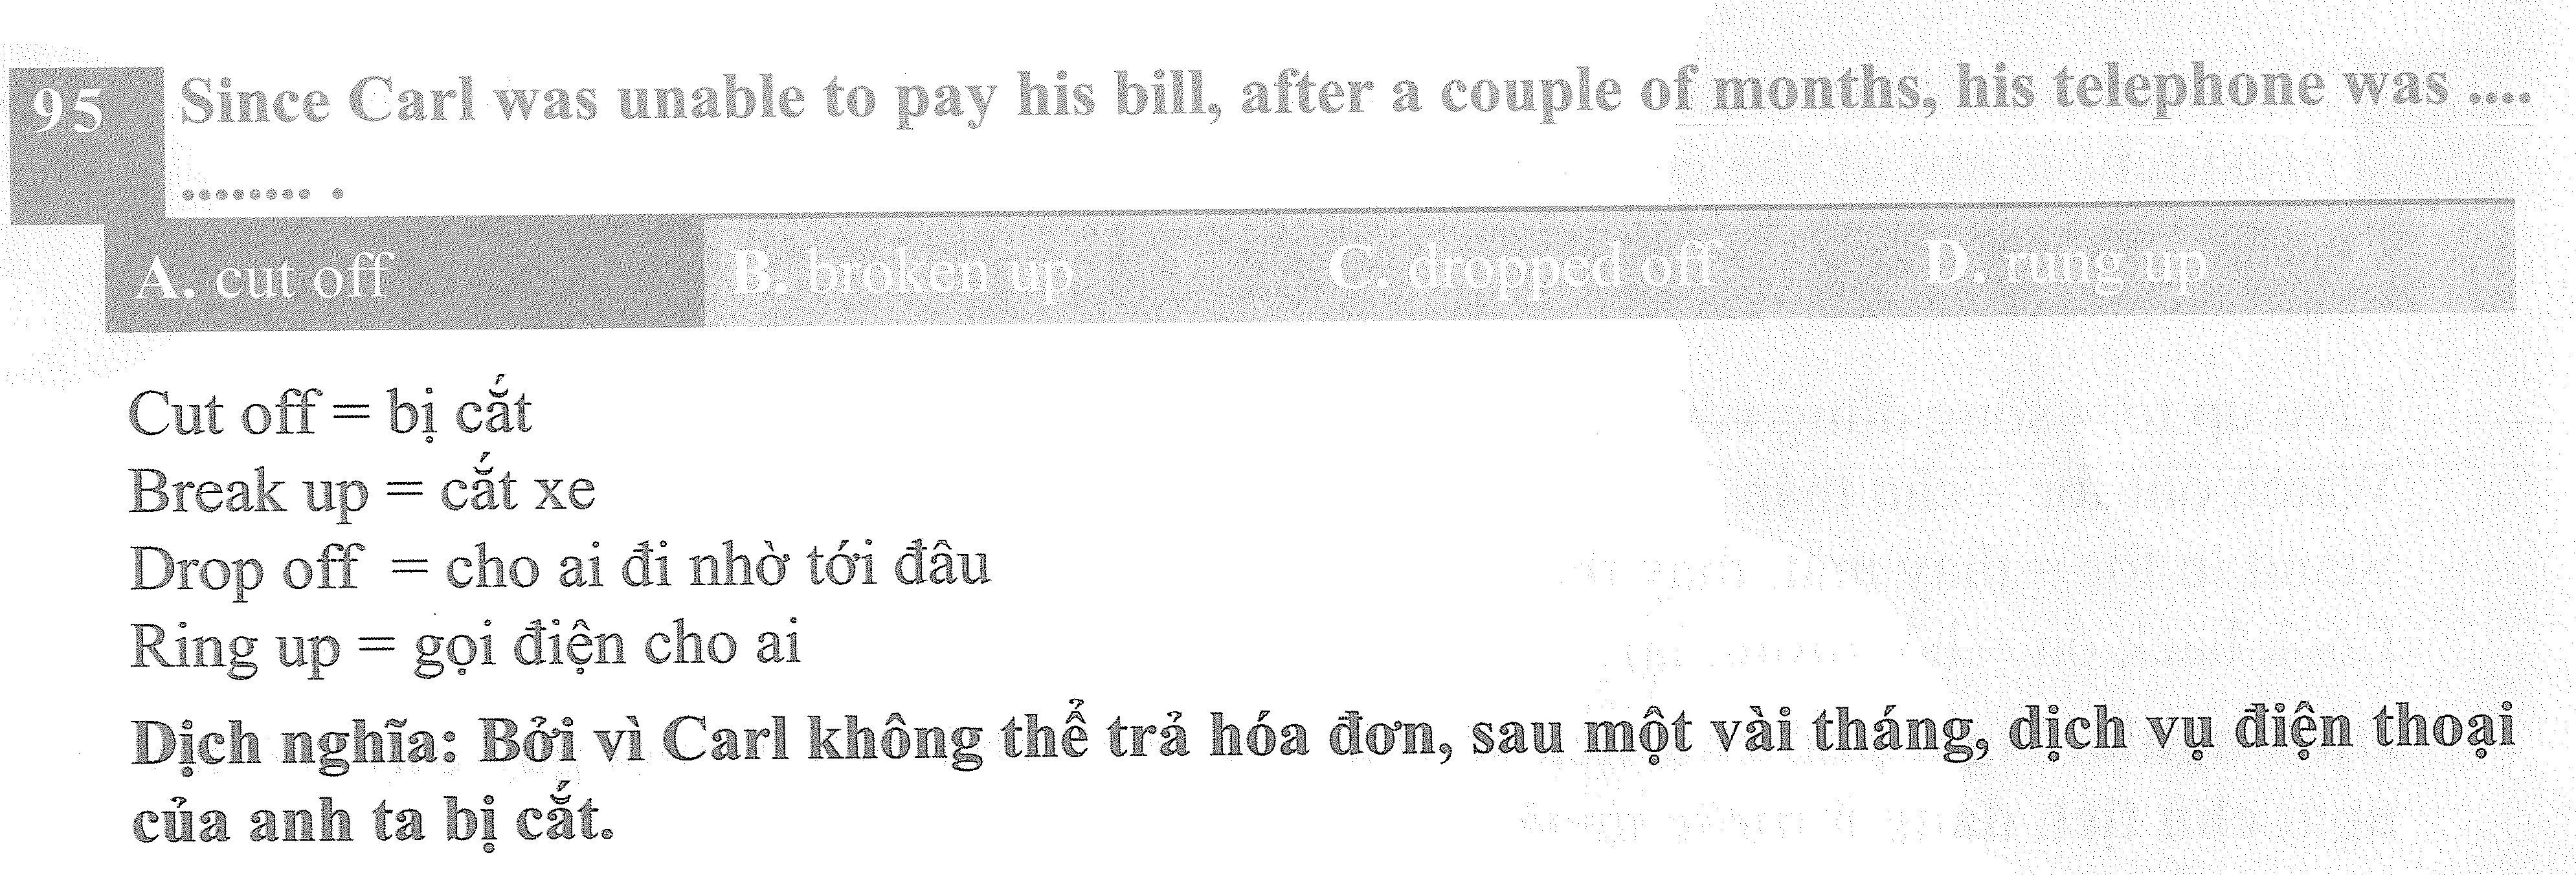 95 Since Carl was unable to pay his bill, after a couple of months, his telephone was ....
........ .
A. cut off B. broken up C. dropped off D. rung up
Cut off = bị cắt
Break up = cắt xe
Drop off = cho ai đi nhờ tới đâu
Ring up = gọi điện cho ai
Dịch nghĩa: Bởi vì Carl không thể trả hóa đơn, sau một vài tháng, dịch vụ điện thoại
của anh ta bị cắt.